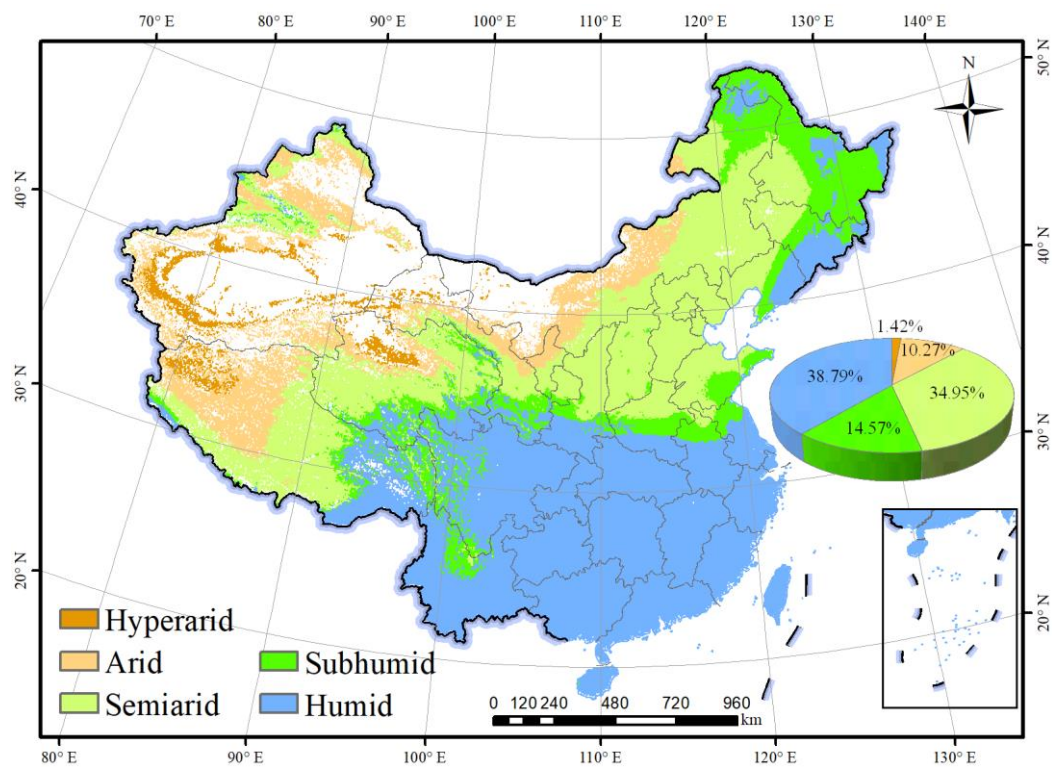 70° E 80° E 90° E 100° E 110° E 120° E 130° E 140° E
50° N
N
40° N
40° N
1.42%
10.27%
38.79%
34.95%
14.57%
30° N
30° N
20° N
20° N
Hyperarid
Arid
Subhumid
Semiarid
Humid
0 120 240 480 720 960
km
80° E 90° E 100° E 110° E 120° E 130° E